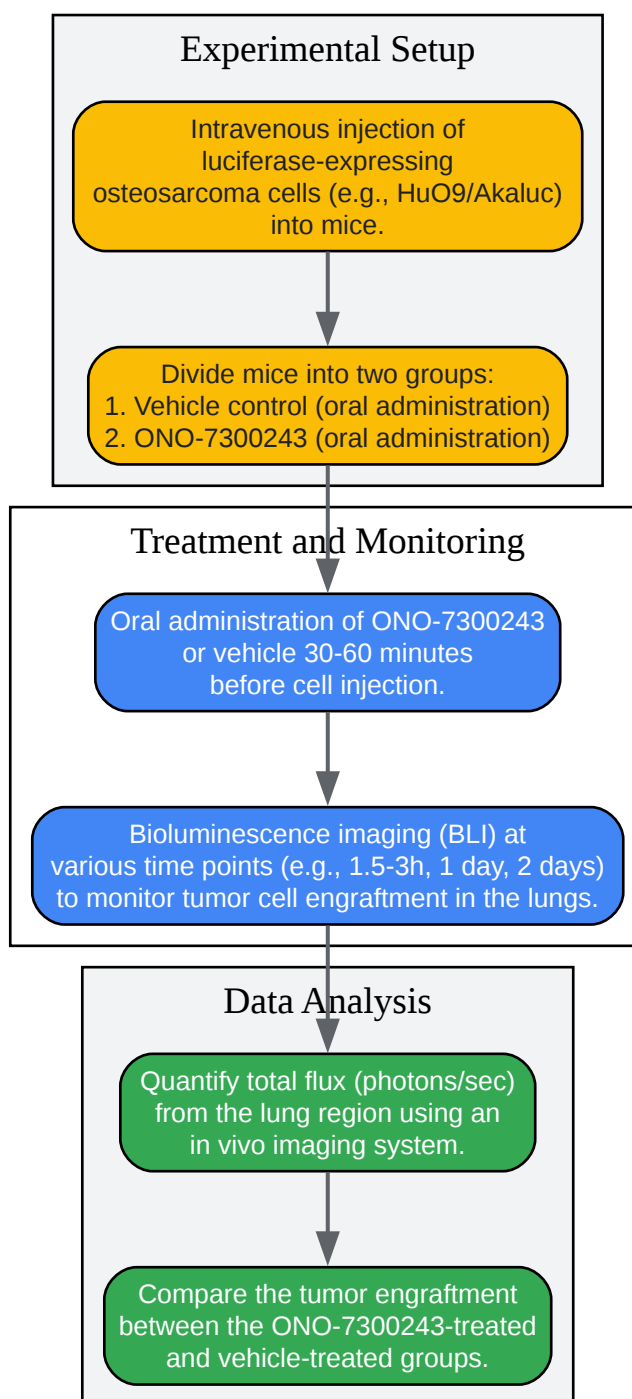 Experimental Setup
Intravenous injection of
luciferase-expressing
osteosarcoma cells (e.g., HuO9/Akaluc)
into mice.
Divide mice into two groups:
1. Vehicle control (oral administration)
2. ONO-7300243 (oral administration)
Treatment and Monitoring
Oral administration of ONO-7300243
or vehicle 30-60 minutes
before cell injection.
Bioluminescence imaging (BLI) at
various time points (e.g., 1.5-3h, 1 day, 2 days)
to monitor tumor cell engraftment in the lungs.
Data Analysis
Quantify total flux (photons/sec)
from the lung region using an
in vivo imaging system.
Compare the tumor engraftment
between the ONO-7300243-treated
and vehicle-treated groups.